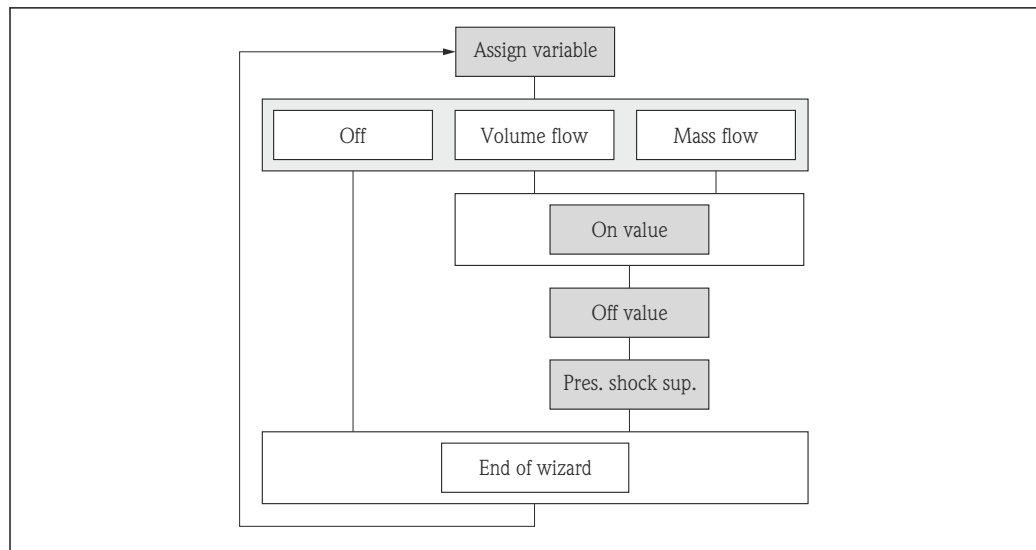 Assign variable
Off
Volume flow
Mass flow
On value
Off value
Pres. shock sup.
End of wizard